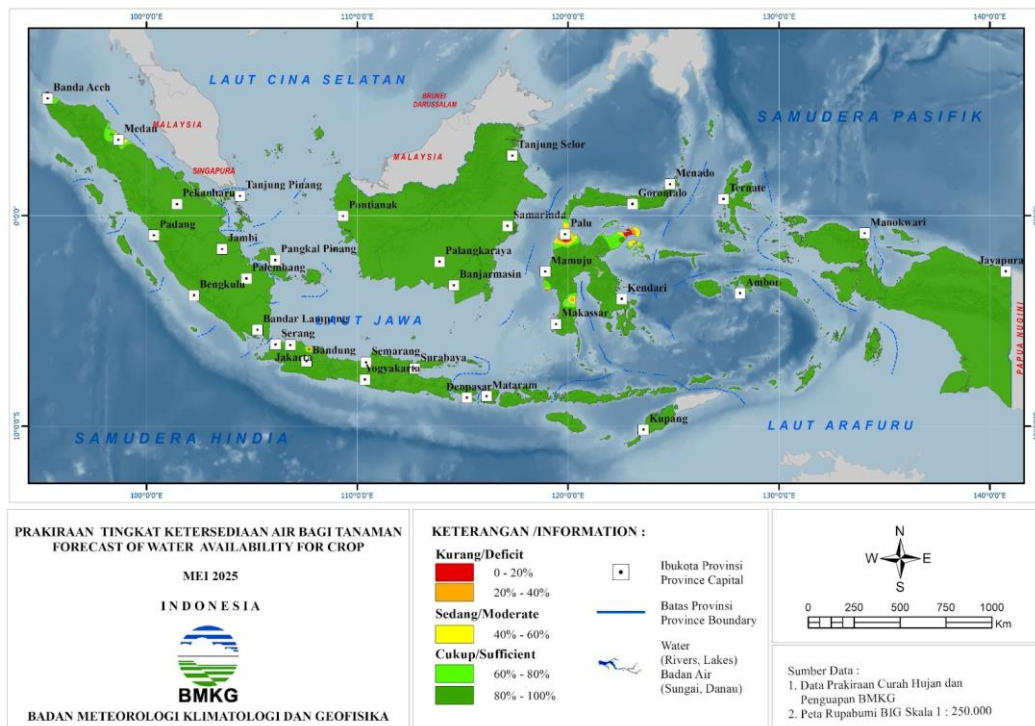 100°0'0"E 110°0'0"E 120°0'0"E 130°0'0"E 140°0'0"E
LAUT CINA SELATAN
BRUNEI
DARUSSALAM
SAMUDERA PASIFIK
Banda Aceh
MALAYSIA
Medan
MALAYSIA
SINGAPURA
Tanjung Selor
Menado
Tanjung Pinang
Pekanbaru
Gorontalo
Ternate
0°0'0"
Pontianak
Samarinda
Palu
Manokwari
Padang
Jambi
Pangkal Pinang
Palangkaraya
Mamuju
Jayapura
Palembang
Banjarmasin
Bengkulu
Kendari
Ambon
Bandar Lampung
LAUT JAWA
Makassar
Serang
Bandung
Semarang
Surabaya
Jakarta
Yogyakarta
Denpasar
Mataram
PAPUA NUGINI
Kupang
LAUT ARAFURU
10°0'0"S
SAMUDERA HINDIA
100°0'0"E 110°0'0"E 120°0'0"E 130°0'0"E 140°0'0"E
PRAKIRAAN TINGKAT KETERSEDIAAN AIR BAGI TANAMAN
FORECAST OF WATER AVAILABILITY FOR CROP
MEI 2025
INDONESIA
BMKG
BADAN METEOROLOGI KLIMATOLOGI DAN GEOFISIKA
KETERANGAN /INFORMATION :
Kurang/Deficit
0 - 20%
20% - 40%
Sedang/Moderate
40% - 60%
Cukup/Sufficient
60% - 80%
80% - 100%
Ibukota Provinsi
Province Capital
Batas Provinsi
Province Boundary
Water
(Rivers, Lakes)
Badan Air
(Sungai, Danau)
N
W E
S
0 250 500 750 1000
Km
Sumber Data :
1. Data Prakiraan Curah Hujan dan
Penguapan BMKG
2. Peta Rupabumi BIG Skala 1 : 250.000